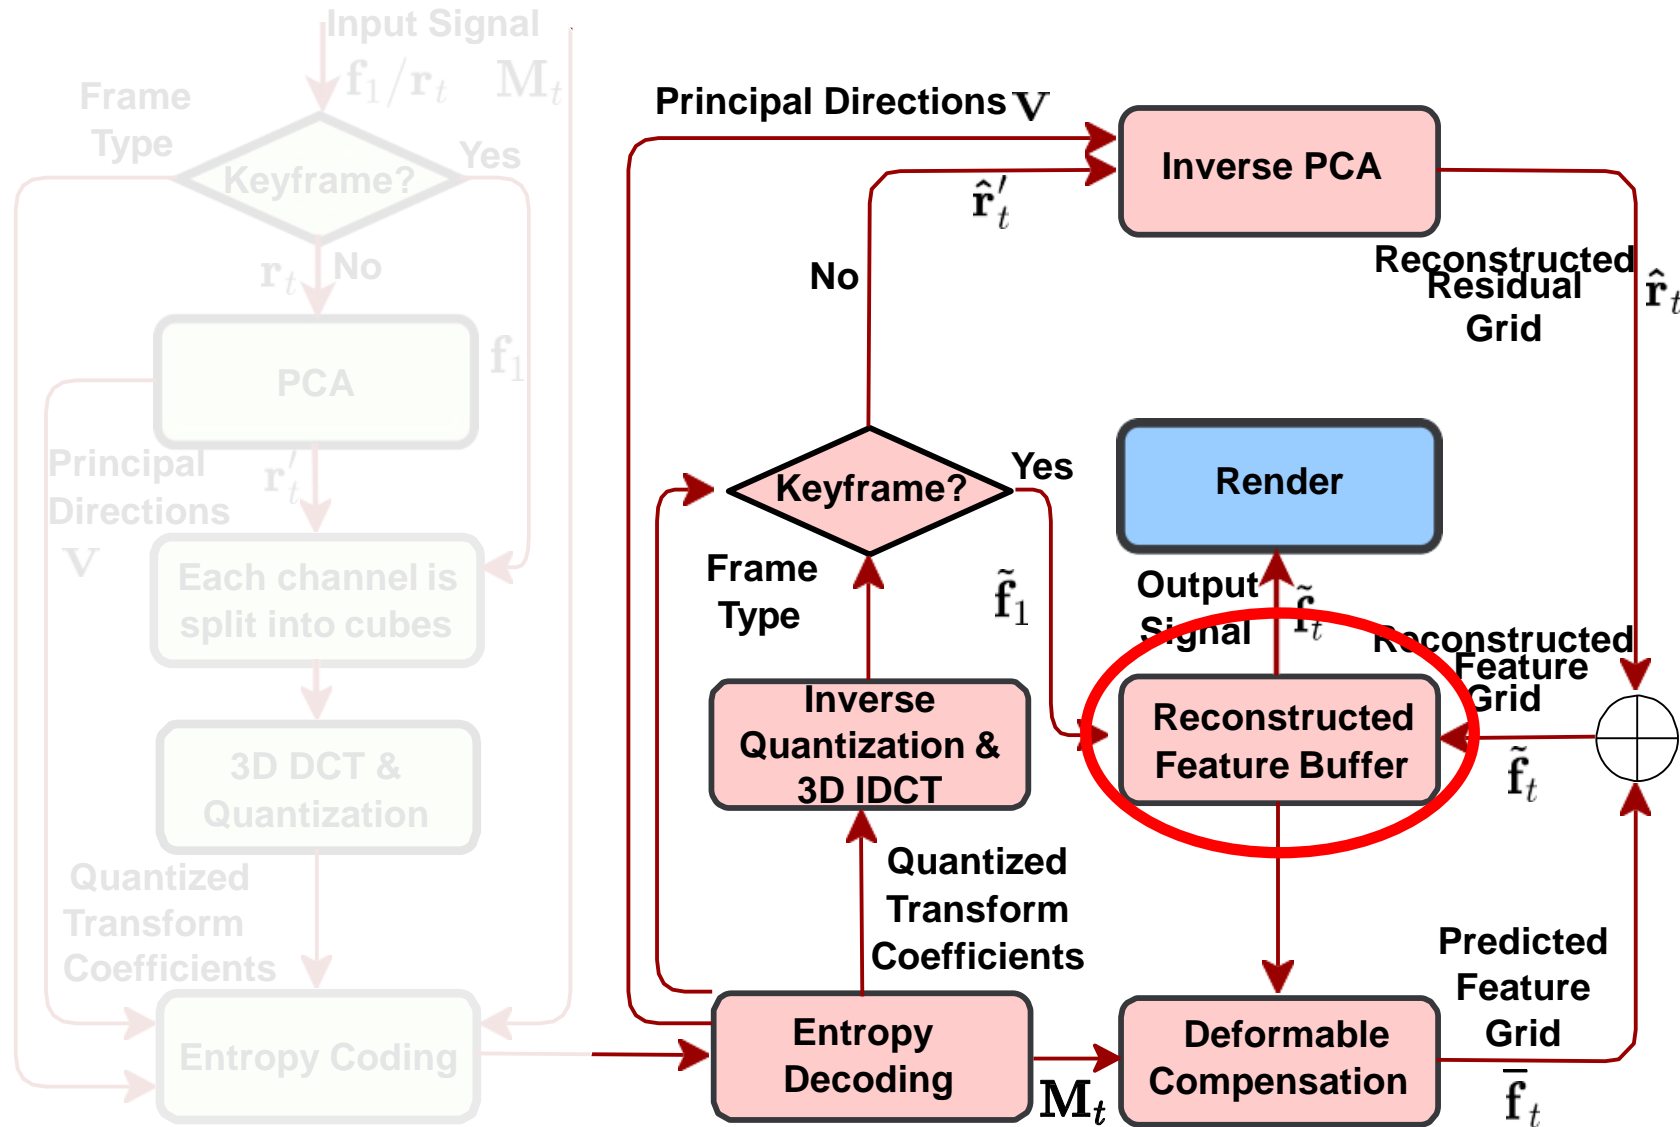 Input Signal
f₁/rₜ
Mₜ
Frame
Type
Keyframe?
Yes
rₜ
No
PCA
f₁
Principal
Directions
V
r′ₜ
Each channel is
split into cubes
3D DCT &
Quantization
Quantized
Transform
Coefficients
Entropy Coding
Principal Directions V
Inverse PCA
r̂′ₜ
No
Reconstructed
Residual
Grid
r̂ₜ
Keyframe?
Yes
Render
Frame
Type
f̃₁
Output
Signal
f̃ₜ
Reconstructed
Feature
Grid
Inverse
Quantization &
3D IDCT
Reconstructed
Feature Buffer
f̃ₜ
Quantized
Transform
Coefficients
Predicted
Feature
Grid
Entropy
Decoding
Mₜ
Deformable
Compensation
f̄ₜ